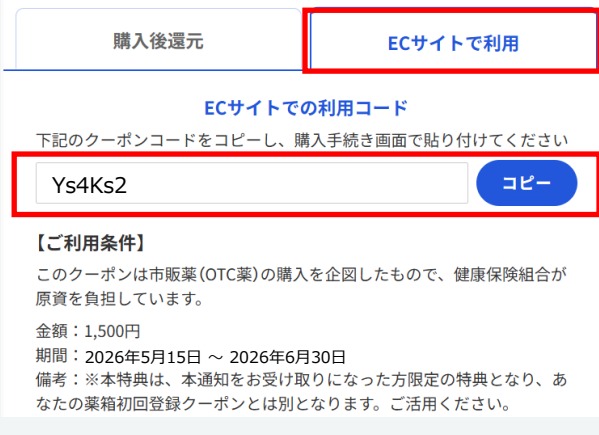 購入後還元
ECサイトで利用
ECサイトでの利用コード
下記のクーポンコードをコピーし、購入手続き画面で貼り付けてください
Ys4Ks2
コピー
【ご利用条件】
このクーポンは市販薬(OTC薬)の購入を企図したもので、健康保険組合が
原資を負担しています。
金額：1,500円
期間：2026年5月15日 ～ 2026年6月30日
備考：※本特典は、本通知をお受け取りになった方限定の特典となり、あ
なたの薬箱初回登録クーポンとは別となります。ご活用ください。